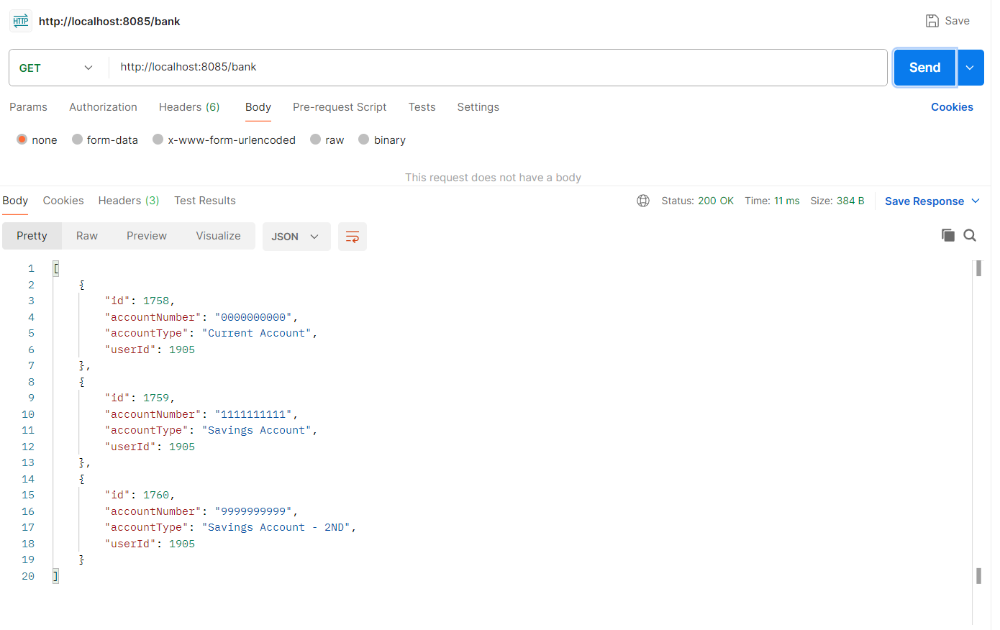 HTTP http://localhost:8085/bank Save
GET http://localhost:8085/bank Send
Params Authorization Headers (6) Body Pre-request Script Tests Settings Cookies
none form-data x-www-form-urlencoded raw binary
This request does not have a body
Body Cookies Headers (3) Test Results Status: 200 OK Time: 11 ms Size: 384 B Save Response
Pretty Raw Preview Visualize JSON
1 [
2 {
3 "id": 1758,
4 "accountNumber": "0000000000",
5 "accountType": "Current Account",
6 "userId": 1905
7 },
8 {
9 "id": 1759,
10 "accountNumber": "1111111111",
11 "accountType": "Savings Account",
12 "userId": 1905
13 },
14 {
15 "id": 1760,
16 "accountNumber": "9999999999",
17 "accountType": "Savings Account - 2ND",
18 "userId": 1905
19 }
20 ]